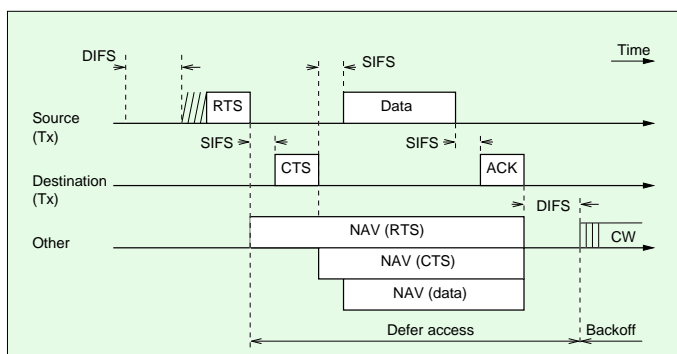 Time
DIFS
SIFS
RTS
Data
Source
(Tx)
SIFS
SIFS
CTS
ACK
Destination
(Tx)
DIFS
NAV (RTS)
Other
CW
NAV (CTS)
NAV (data)
Defer access
Backoff